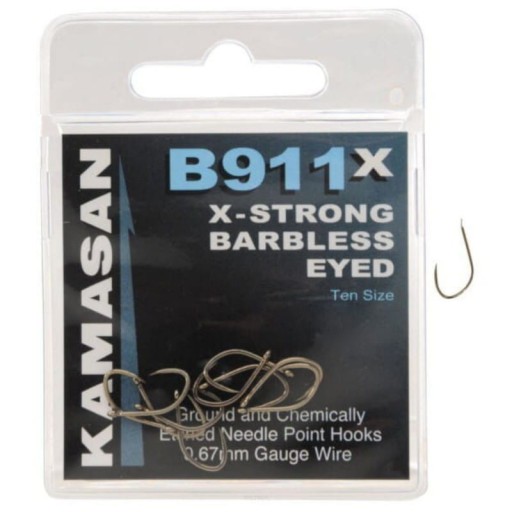 KAMASAN
B911X
X-STRONG
BARBLESS
EYED
Ten Size
Ground and Chemically
Etched Needle Point Hooks
0.67mm Gauge Wire